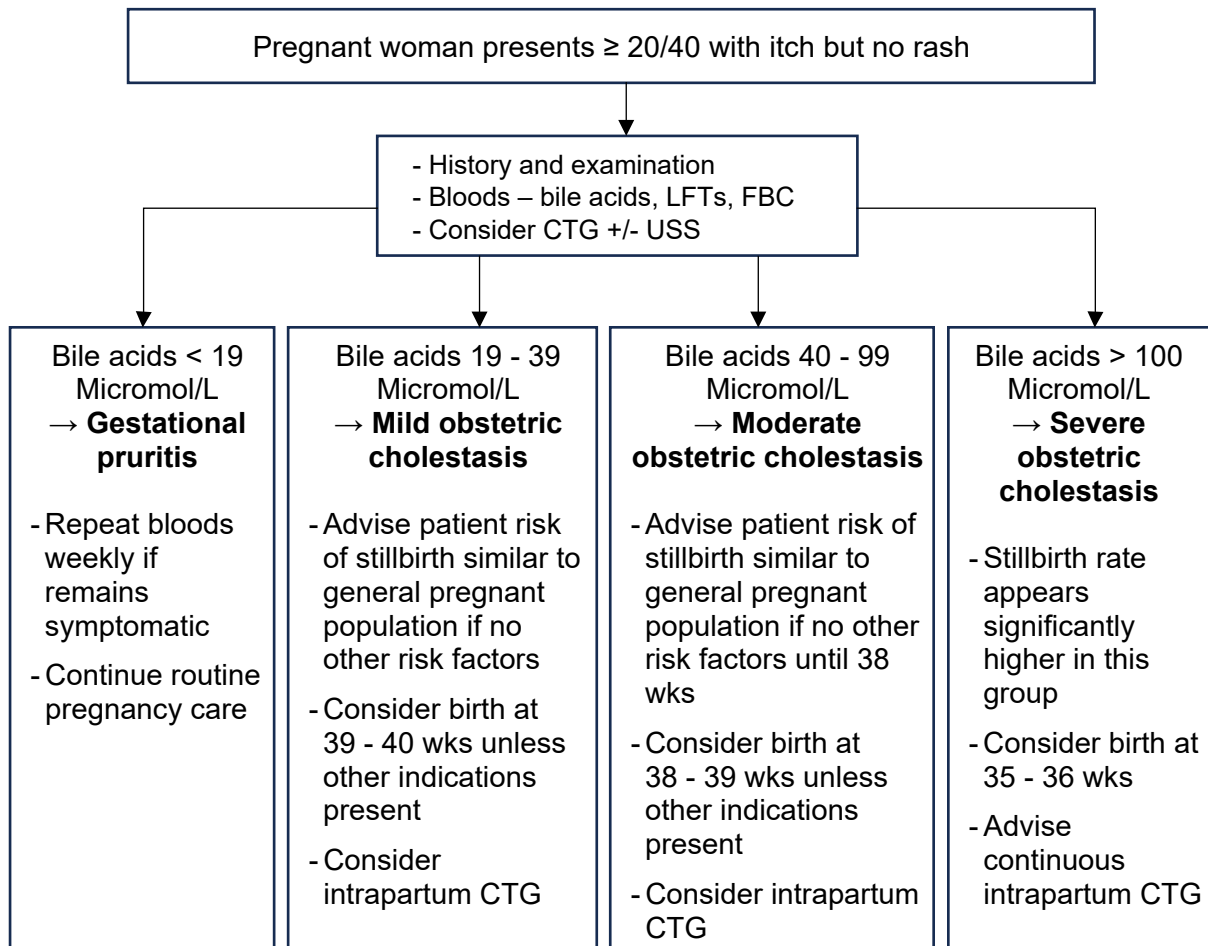 Pregnant woman presents ≥ 20/40 with itch but no rash
- History and examination
- Bloods – bile acids, LFTs, FBC
- Consider CTG +/- USS
Bile acids < 19
Micromol/L
→ Gestational
pruritis
- Repeat bloods
weekly if
remains
symptomatic
- Continue routine
pregnancy care
Bile acids 19 - 39
Micromol/L
→ Mild obstetric
cholestasis
- Advise patient risk
of stillbirth similar to
general pregnant
population if no
other risk factors
- Consider birth at
39 - 40 wks unless
other indications
present
- Consider
intrapartum CTG
Bile acids 40 - 99
Micromol/L
→ Moderate
obstetric cholestasis
- Advise patient risk of
stillbirth similar to
general pregnant
population if no other
risk factors until 38
wks
- Consider birth at
38 - 39 wks unless
other indications
present
- Consider intrapartum
CTG
Bile acids > 100
Micromol/L
→ Severe
obstetric
cholestasis
- Stillbirth rate
appears
significantly
higher in this
group
- Consider birth at
35 - 36 wks
- Advise
continuous
intrapartum CTG